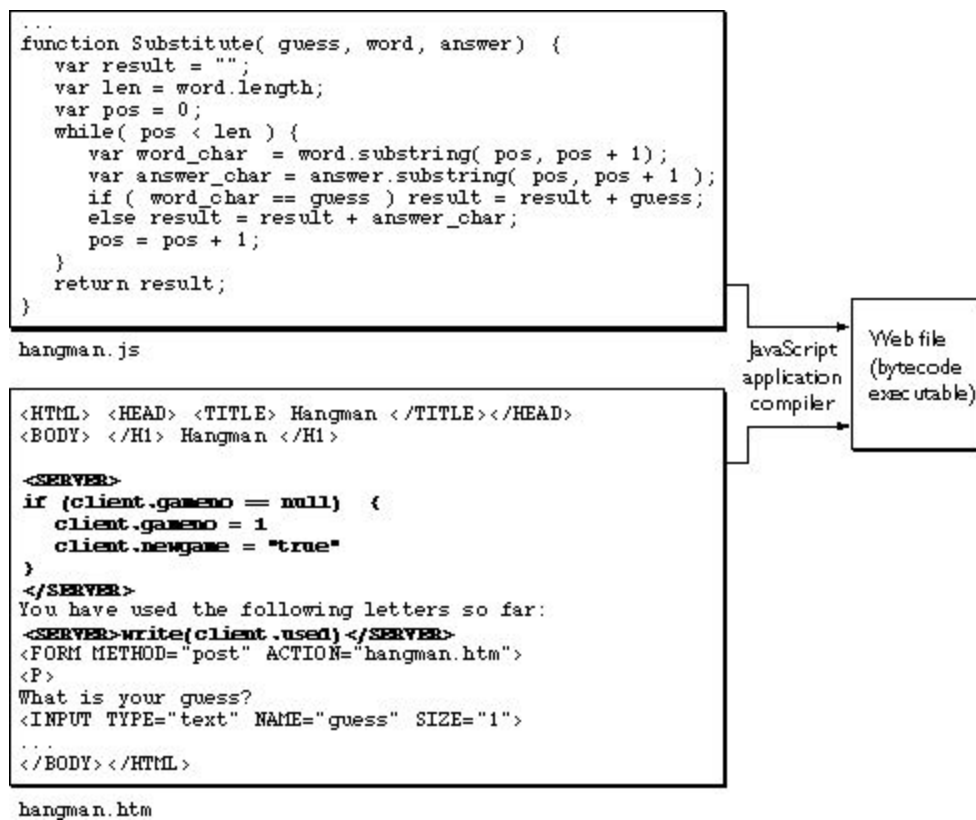 ...
function Substitute( guess, word, answer)  {
   var result = "";
   var len = word.length;
   var pos = 0;
   while( pos < len ) {
      var word_char  = word.substring( pos, pos + 1);
      var answer_char = answer.substring( pos, pos + 1 );
      if ( word_char == guess ) result = result + guess;
      else result = result + answer_char;
      pos = pos + 1;
   }
   return result;
}
hangman.js
JavaScript
application
compiler
Web file
(bytecode
executable)
<HTML> <HEAD> <TITLE> Hangman </TITLE></HEAD>
<BODY> </H1> Hangman </H1>
<SERVER>
if (client.gameno == null)  {
   client.gameno = 1
   client.newgame = "true"
}
</SERVER>
You have used the following letters so far:
<SERVER>write(client.used)</SERVER>
<FORM METHOD="post" ACTION="hangman.htm">
<P>
What is your guess?
<INPUT TYPE="text" NAME="guess" SIZE="1">
...
</BODY></HTML>
hangman.htm